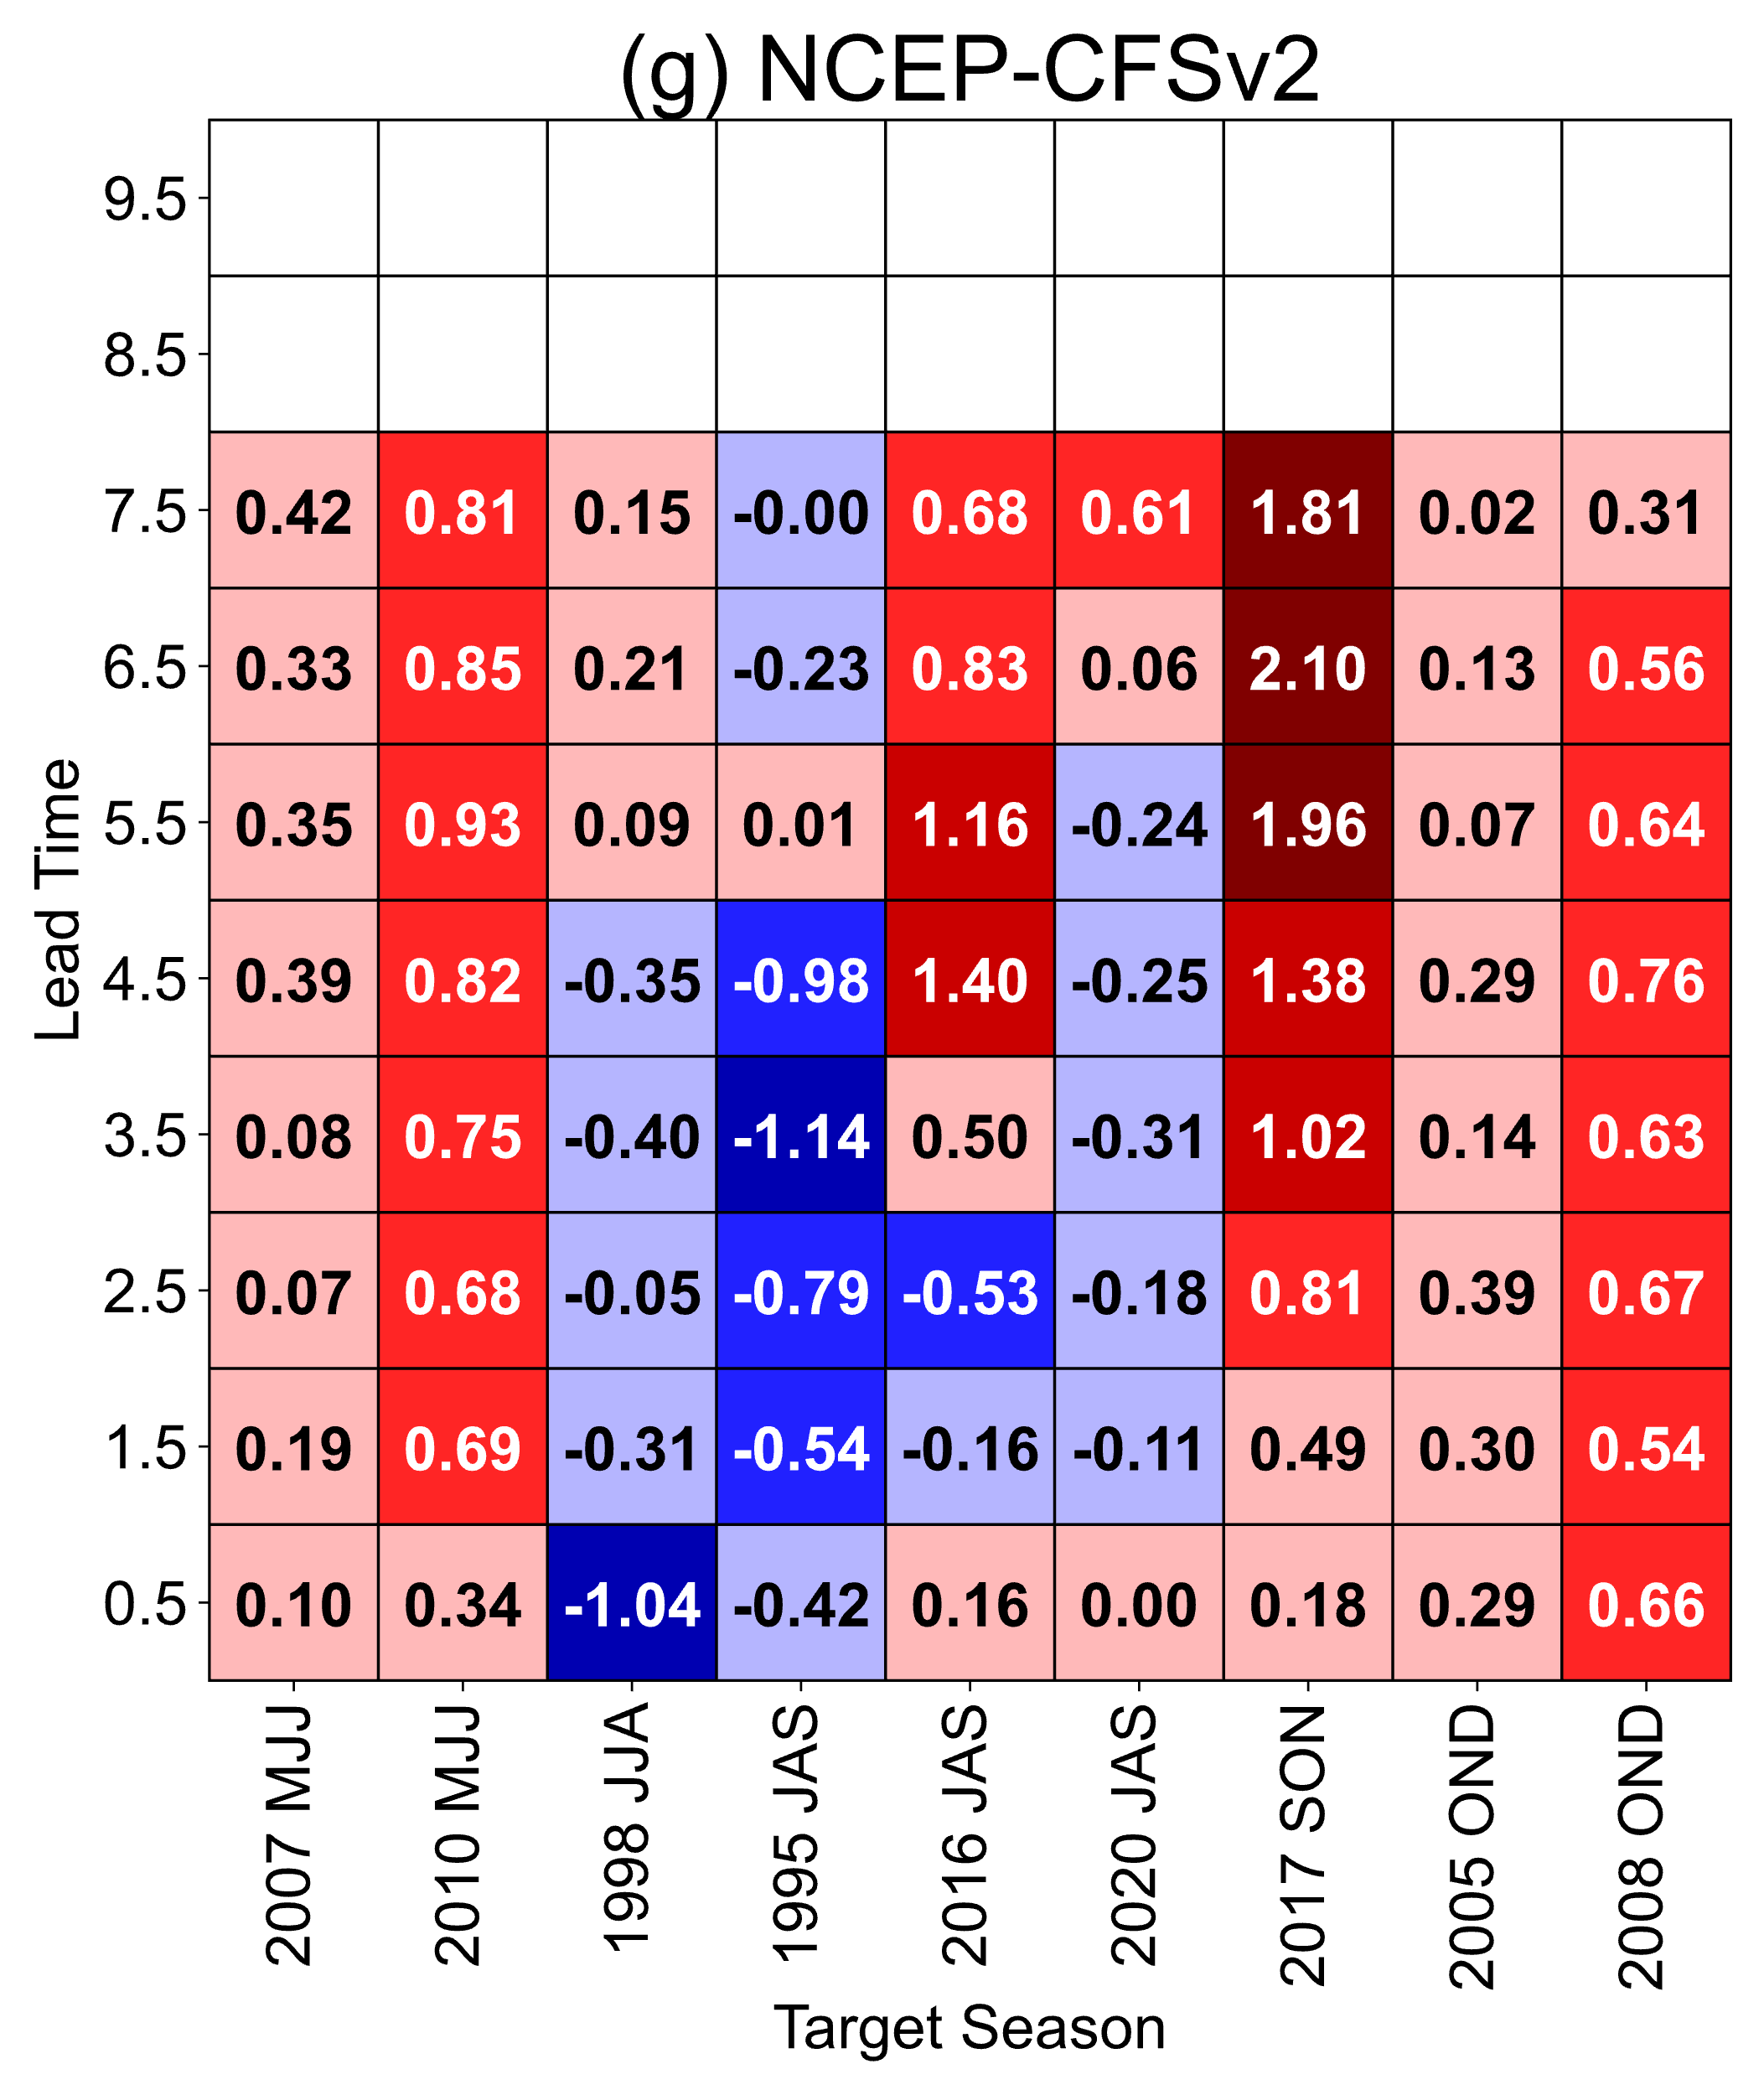 (g) NCEP-CFSv2
9.5
8.5
7.5 0.42 0.81 0.15 -0.00 0.68 0.61 1.81 0.02 0.31
6.5 0.33 0.85 0.21 -0.23 0.83 0.06 2.10 0.13 0.56
5.5 0.35 0.93 0.09 0.01 1.16 -0.24 1.96 0.07 0.64
4.5 0.39 0.82 -0.35 -0.98 1.40 -0.25 1.38 0.29 0.76
3.5 0.08 0.75 -0.40 -1.14 0.50 -0.31 1.02 0.14 0.63
2.5 0.07 0.68 -0.05 -0.79 -0.53 -0.18 0.81 0.39 0.67
1.5 0.19 0.69 -0.31 -0.54 -0.16 -0.11 0.49 0.30 0.54
0.5 0.10 0.34 -1.04 -0.42 0.16 0.00 0.18 0.29 0.66
Lead Time
2007 MJJ
2010 MJJ
1998 JJA
1995 JAS
2016 JAS
2020 JAS
2017 SON
2005 OND
2008 OND
Target Season